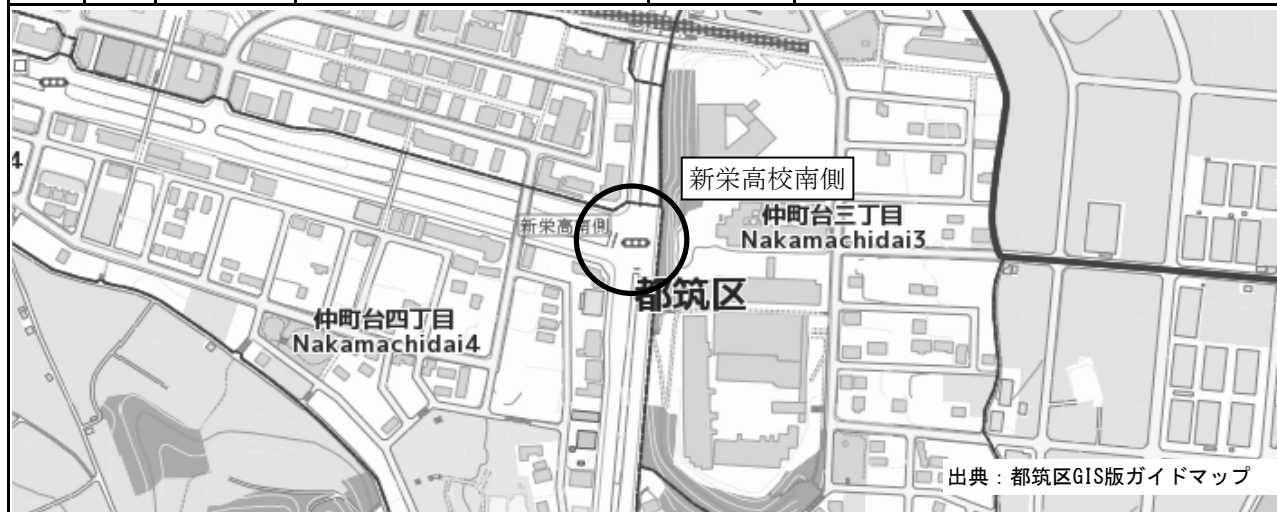 4
新栄高校南側
新栄高南側
仲町台三丁目
Nakamachidai3
都筑区
仲町台四丁目
Nakamachidai4
出典：都筑区GIS版ガイドマップ